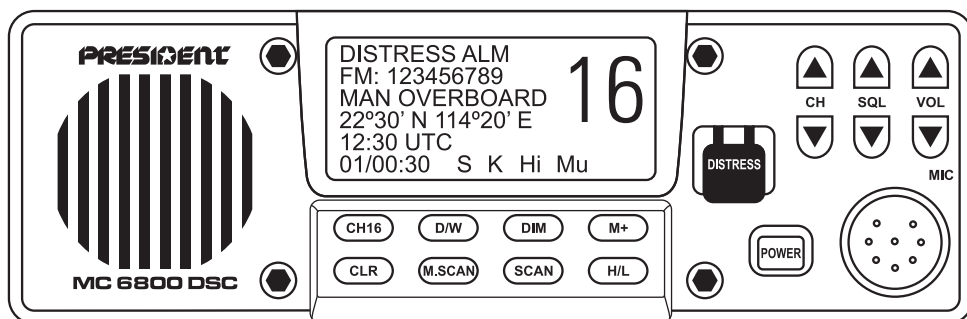 PRESIDENT
MC 6800 DSC
DISTRESS ALM
FM: 123456789
MAN OVERBOARD
22º30’ N 114º20’ E
12:30 UTC
01/00:30 S K Hi Mu
16
CH16 D/W DIM M+
CLR M.SCAN SCAN H/L
DISTRESS
POWER
CH SQL VOL
MIC